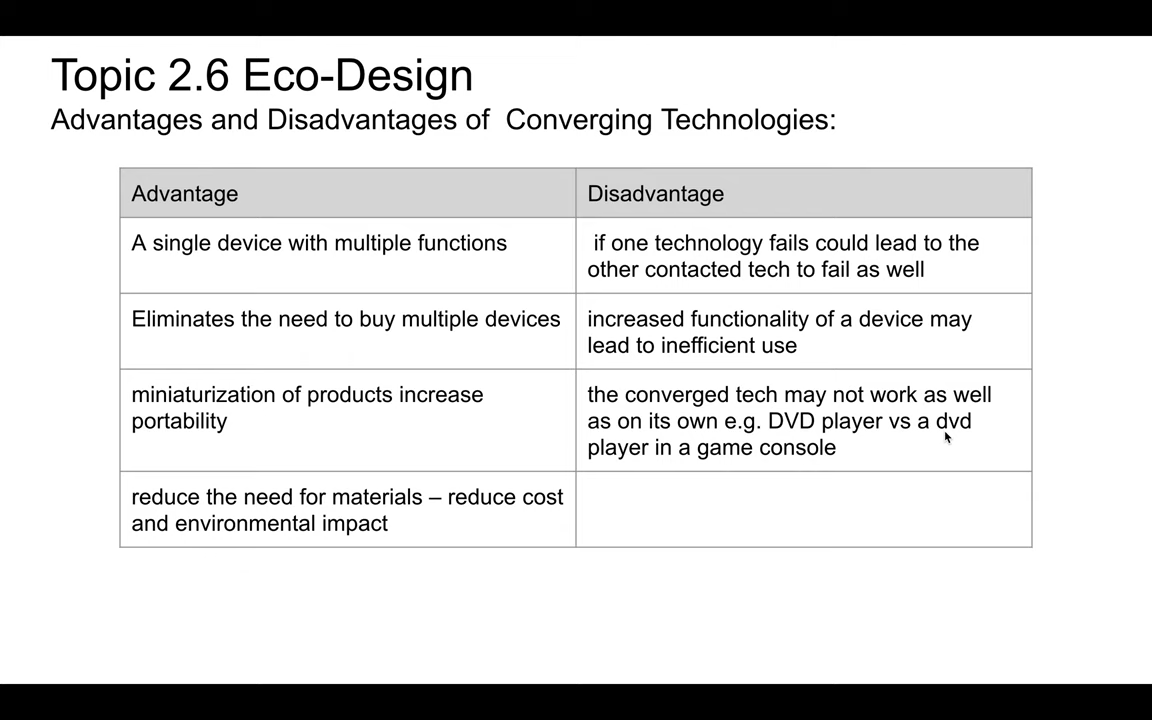 Topic 2.6 Eco-Design
Advantages and Disadvantages of  Converging Technologies:
Advantage
Disadvantage
A single device with multiple functions
if one technology fails could lead to the
other contacted tech to fail as well
Eliminates the need to buy multiple devices
increased functionality of a device may
lead to inefficient use
miniaturization of products increase
portability
the converged tech may not work as well
as on its own e.g. DVD player vs a dvd
player in a game console
reduce the need for materials – reduce cost
and environmental impact